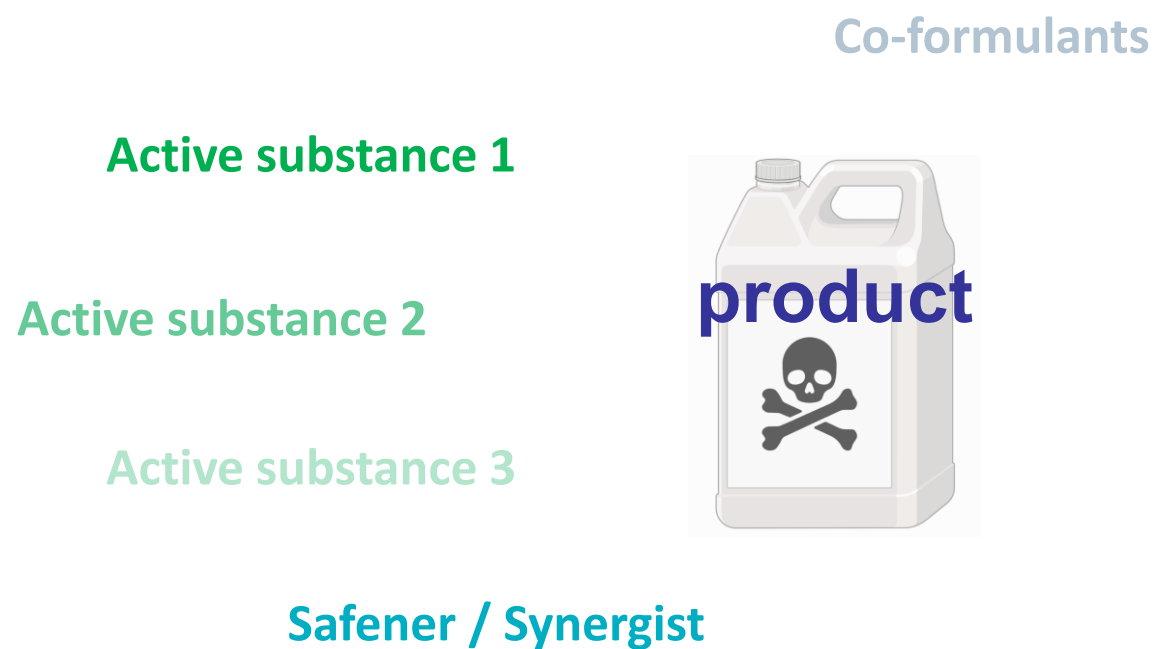 Co-formulants
Active substance 1
product
Active substance 2
Active substance 3
Safener / Synergist